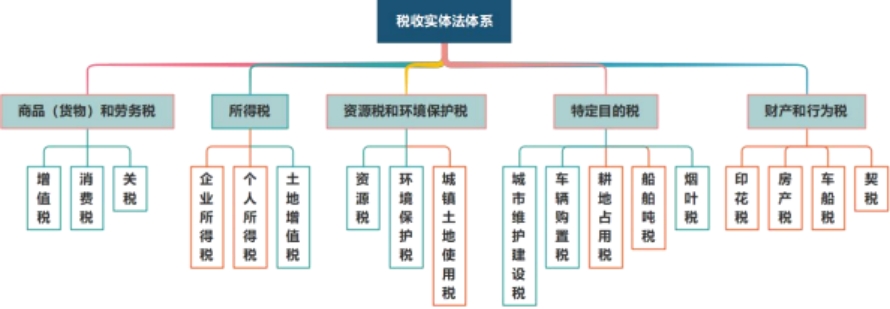 税收实体法体系
商品（货物）和劳务税
所得税
资源税和环境保护税
特定目的税
财产和行为税
增值税
消费税
关税
企业所得税
个人所得税
土地增值税
资源税
环境保护税
城镇土地使用税
城市维护建设税
车辆购置税
耕地占用税
船舶吨税
烟叶税
印花税
房产税
车船税
契税